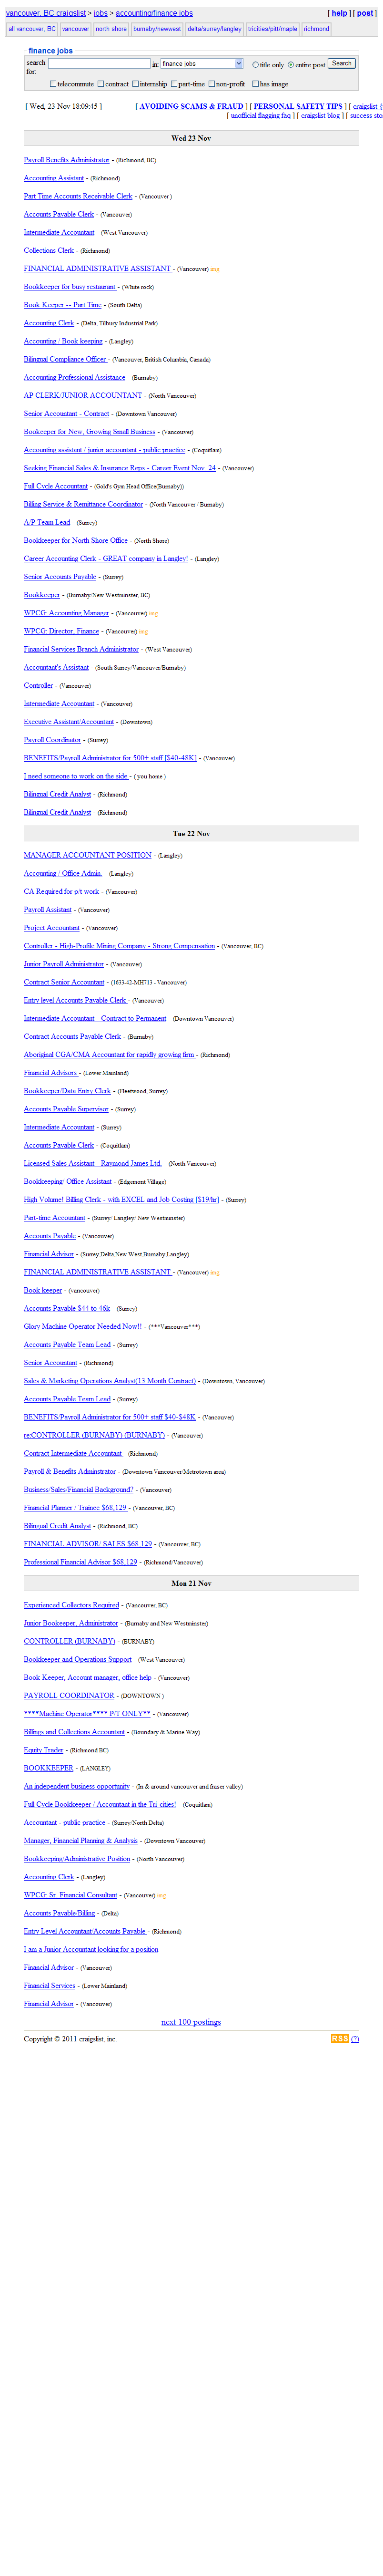 vancouver, BC craigslist > jobs > accounting/finance jobs [ help ] [ post ]
all vancouver, BC vancouver north shore burnaby/newwest delta/surrey/langley tricities/pitt/maple richmond
finance jobs
search for: in: finance jobs title only entire post Search
telecommute contract internship part-time non-profit has image
[ Wed, 23 Nov 18:09:45 ] [ AVOIDING SCAMS & FRAUD ] [ PERSONAL SAFETY TIPS ] [ craigslist
[ unofficial flagging faq ] [ craigslist blog ] [ success sto
Wed 23 Nov
Payroll Benefits Administrator - (Richmond, BC)
Accounting Assistant - (Richmond)
Part Time Accounts Receivable Clerk - (Vancouver )
Accounts Payable Clerk - (Vancouver)
Intermediate Accountant - (West Vancouver)
Collections Clerk - (Richmond)
FINANCIAL ADMINISTRATIVE ASSISTANT - (Vancouver) img
Bookkeeper for busy restaurant - (White rock)
Book Keeper -- Part Time - (South Delta)
Accounting Clerk - (Delta, Tilbury Industrial Park)
Accounting / Book keeping - (Langley)
Bilingual Compliance Officer - (Vancouver, British Columbia, Canada)
Accounting Professional Assistance - (Burnaby)
AP CLERK/JUNIOR ACCOUNTANT - (North Vancouver)
Senior Accountant - Contract - (Downtown Vancouver)
Bookeeper for New, Growing Small Business - (Vancouver)
Accounting assistant / junior accountant - public practice - (Coquitlam)
Seeking Financial Sales & Insurance Reps - Career Event Nov. 24 - (Vancouver)
Full Cycle Accountant - (Gold's Gym Head Office(Burnaby))
Billing Service & Remittance Coordinator - (North Vancouver / Burnaby)
A/P Team Lead - (Surrey)
Bookkeeper for North Shore Office - (North Shore)
Career Accounting Clerk - GREAT company in Langley! - (Langley)
Senior Accounts Payable - (Surrey)
Bookkeeper - (Burnaby/New Westminster, BC)
WPCG: Accounting Manager - (Vancouver) img
WPCG: Director, Finance - (Vancouver) img
Financial Services Branch Administrator - (West Vancouver)
Accountant's Assistant - (South Surrey/Vancouver/Burnaby)
Controller - (Vancouver)
Intermediate Accountant - (Vancouver)
Executive Assistant/Accountant - (Downtown)
Payroll Coordinator - (Surrey)
BENEFITS/Payroll Administrator for 500+ staff [$40-48K] - (Vancouver)
I need someone to work on the side - ( you home )
Bilingual Credit Analyst - (Richmond)
Bilingual Credit Analyst - (Richmond)
Tue 22 Nov
MANAGER ACCOUNTANT POSITION - (Langley)
Accounting / Office Admin. - (Langley)
CA Required for p/t work - (Vancouver)
Payroll Assistant - (Vancouver)
Project Accountant - (Vancouver)
Controller - High-Profile Mining Company - Strong Compensation - (Vancouver, BC)
Junior Payroll Administrator - (Vancouver)
Contract Senior Accountant - (1633-42-MH713 - Vancouver)
Entry level Accounts Payable Clerk - (Vancouver)
Intermediate Accountant - Contract to Permanent - (Downtown Vancouver)
Contract Accounts Payable Clerk - (Burnaby)
Aboriginal CGA/CMA Accountant for rapidly growing firm - (Richmond)
Financial Advisors - (Lower Mainland)
Bookkeeper/Data Entry Clerk - (Fleetwood, Surrey)
Accounts Payable Supervisor - (Surrey)
Intermediate Accountant - (Surrey)
Accounts Payable Clerk - (Coquitlam)
Licensed Sales Assistant - Raymond James Ltd. - (North Vancouver)
Bookkeeping/ Office Assistant - (Edgemont Village)
High Volume! Billing Clerk - with EXCEL and Job Costing [$19/hr] - (Surrey)
Part-time Accountant - (Surrey/ Langley/ New Westminster)
Accounts Payable - (Vancouver)
Financial Advisor - (Surrey,Delta,New West,Burnaby,Langley)
FINANCIAL ADMINISTRATIVE ASSISTANT - (Vancouver) img
Book keeper - (vancouver)
Accounts Payable $44 to 46k - (Surrey)
Glory Machine Operator Needed Now!! - (***Vancouver***)
Accounts Payable Team Lead - (Surrey)
Senior Accountant - (Richmond)
Sales & Marketing Operations Analyst(13 Month Contract) - (Downtown, Vancouver)
Accounts Payable Team Lead - (Surrey)
BENEFITS/Payroll Administrator for 500+ staff $40-$48K - (Vancouver)
re:CONTROLLER (BURNABY) (BURNABY) - (Vancouver)
Contract Intermediate Accountant - (Richmond)
Payroll & Benefits Adminstrator - (Downtown Vancouver/Metrotown area)
Business/Sales/Financial Background? - (Vancouver)
Financial Planner / Trainee $68,129 - (Vancouver, BC)
Bilingual Credit Analyst - (Richmond, BC)
FINANCIAL ADVISOR/ SALES $68,129 - (Vancouver, BC)
Professional Financial Advisor $68,129 - (Richmond-Vancouver)
Mon 21 Nov
Experienced Collectors Required - (Vancouver, BC)
Junior Bookeeper, Administrator - (Burnaby and New Westminster)
CONTROLLER (BURNABY) - (BURNABY)
Bookkeeper and Operations Support - (West Vancouver)
Book Keeper, Account manager, office help - (Vancouver)
PAYROLL COORDINATOR - (DOWNTOWN )
****Machine Operator**** P/T ONLY** - (Vancouver)
Billings and Collections Accountant - (Boundary & Marine Way)
Equity Trader - (Richmond BC)
BOOKKEEPER - (LANGLEY)
An independent business opportunity - (In & around vancouver and fraser valley)
Full Cycle Bookkeeper / Accountant in the Tri-cities! - (Coquitlam)
Accountant - public practice - (Surrey/North Delta)
Manager, Financial Planning & Analysis - (Downtown Vancouver)
Bookkeeping/Administrative Position - (North Vancouver)
Accounting Clerk - (Langley)
WPCG: Sr. Financial Consultant - (Vancouver) img
Accounts Payable/Billing - (Delta)
Entry Level Accountant/Accounts Payable - (Richmond)
I am a Junior Accountant looking for a position -
Financial Advisor - (Vancouver)
Financial Services - (Lower Mainland)
Financial Advisor - (Vancouver)
next 100 postings
Copyright © 2011 craigslist, inc. RSS (?)